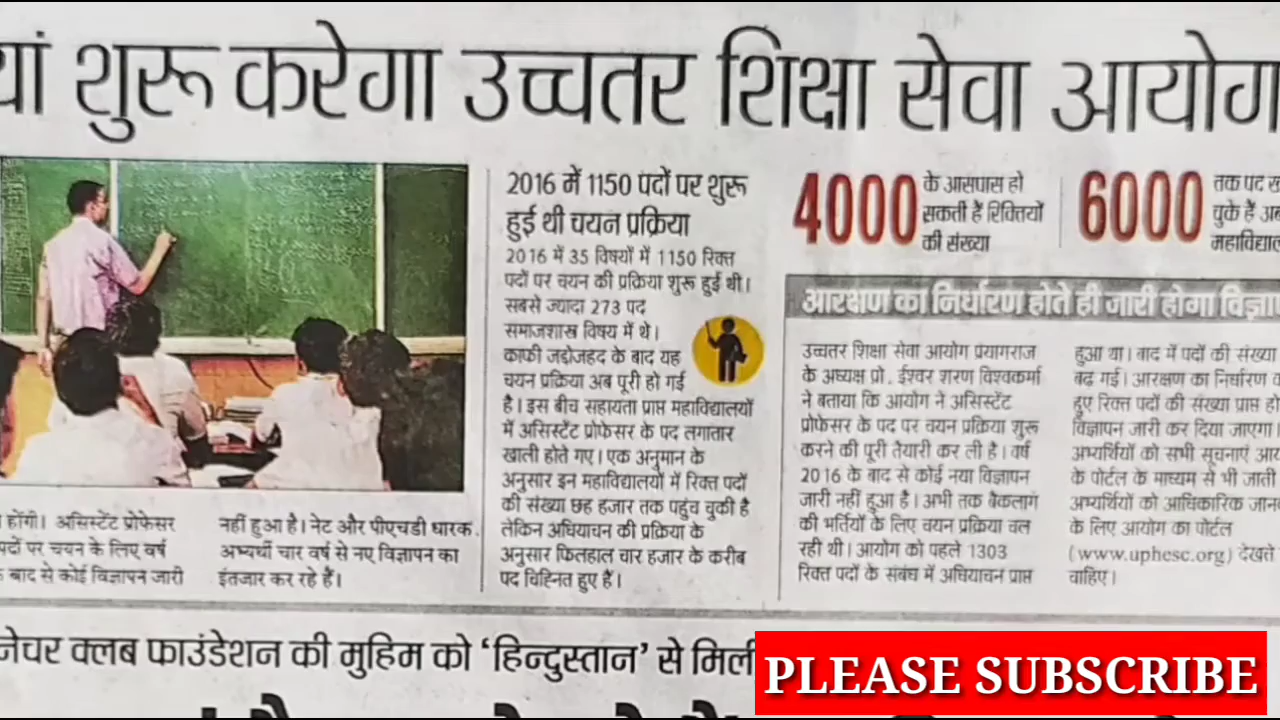 शुरू करेगा उच्चतर शिक्षा सेवा आयोग
2016 में 1150 पदों पर शुरू
हुई थी चयन प्रक्रिया
2016 में 35 विषयों में 1150 रिक्त
पदों पर चयन की प्रक्रिया शुरू हुई थी।
सबसे ज्यादा 273 पद
समाजशास्त्र विषय में थे।
काफी जद्दोजहद के बाद यह
चयन प्रक्रिया अब पूरी हो गई
है। इस बीच सहायता प्राप्त महाविद्यालयों
में असिस्टेंट प्रोफेसर के पद लगातार
खाली होते गए। एक अनुमान के
अनुसार इन महाविद्यालयों में रिक्त पदों
की संख्या छह हजार तक पहुंच चुकी है
लेकिन अधियाचन की प्रक्रिया के
अनुसार फिलहाल चार हजार के करीब
पद चिह्नित हुए हैं।
4000 के आसपास हो
सकती हैं रिक्तियों
की संख्या
6000 तक पद
चुके हैं
आरक्षण का निर्धारण होते ही जारी होगा
उच्चतर शिक्षा सेवा आयोग प्रयागराज
के अध्यक्ष प्रो. ईश्वर शरण विश्वकर्मा
ने बताया कि आयोग ने असिस्टेंट
प्रोफेसर के पद पर चयन प्रक्रिया शुरू
करने की पूरी तैयारी कर ली है। वर्ष
2016 के बाद से कोई नया विज्ञापन
जारी नहीं हुआ है। अभी तक बैकलाग
की भर्तियों के लिए चयन प्रक्रिया चल
रही थी। आयोग को पहले 1303
रिक्त पदों के संबंध में अधियाचन प्राप्त
हुआ था। बाद में पदों की संख्या
बढ़ गई। आरक्षण का निर्धारण
हुए रिक्त पदों की संख्या प्राप्त
विज्ञापन जारी कर दिया जाएगा।
अभ्यर्थियों को सभी सूचनाएं
के पोर्टल के माध्यम से भी जाती
अभ्यर्थियों को आधिकारिक
के लिए आयोग का पोर्टल
(www.uphesc.org) देखते
चाहिए।
होंगी। असिस्टेंट प्रोफेसर
पदों पर चयन के लिए वर्ष
बाद से कोई विज्ञापन जारी
नहीं हुआ है। नेट और पीएचडी धारक
अभ्यर्थी चार वर्ष से नए विज्ञापन का
इंतजार कर रहे हैं।
नेचर क्लब फाउंडेशन की मुहिम को ‘हिन्दुस्तान’ से
PLEASE SUBSCRIBE